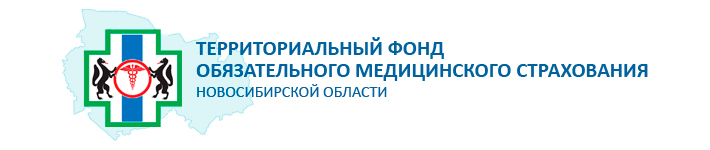 ТЕРРИТОРИАЛЬНЫЙ ФОНД
ОБЯЗАТЕЛЬНОГО МЕДИЦИНСКОГО СТРАХОВАНИЯ
НОВОСИБИРСКОЙ ОБЛАСТИ